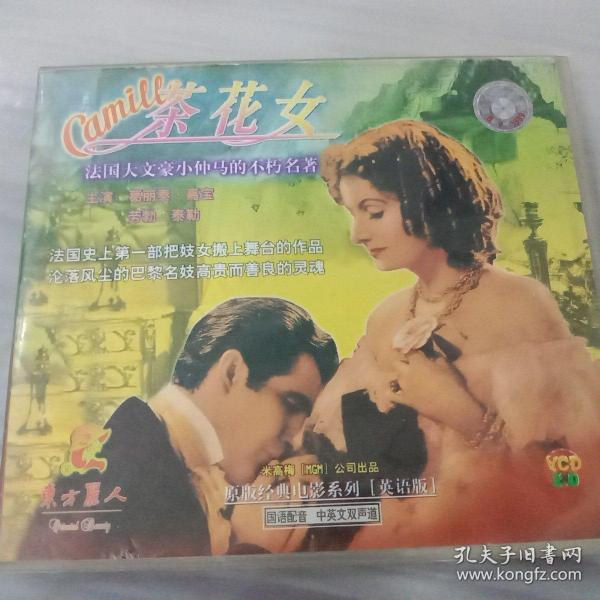 Camille
茶花女
法国大文豪小仲马的不朽名著
主演 葛丽泰 嘉宝
劳勃 泰勒
法国史上第一部把妓女搬上舞台的作品
沦落风尘的巴黎名妓高贵而善良的灵魂
米高梅［MGM］公司出品
原版经典电影系列［英语版］
国语配音 中英文双声道
東方麗人
Oriental Beauty
VCD
2.0
孔夫子旧书网
www.kongfz.com